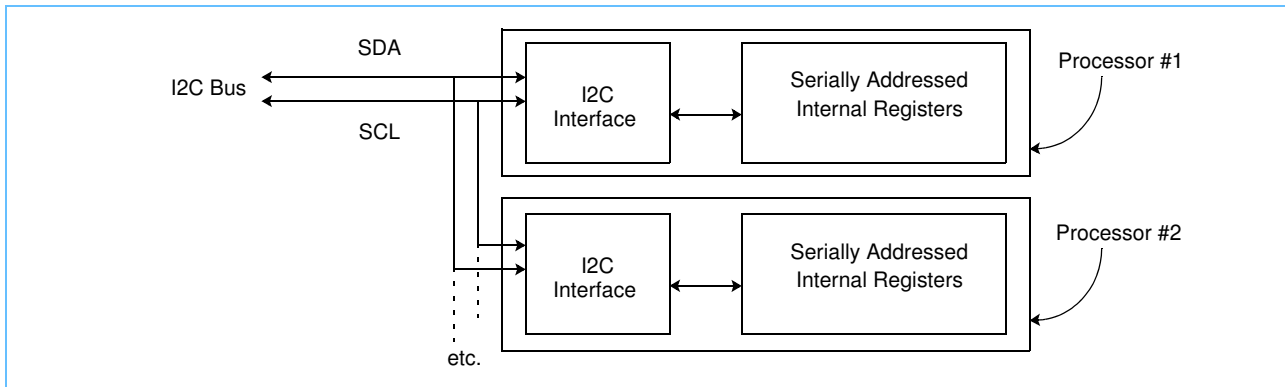 SDA
I2C Bus
SCL
I2C
Interface
Serially Addressed
Internal Registers
Processor #1
I2C
Interface
Serially Addressed
Internal Registers
Processor #2
etc.